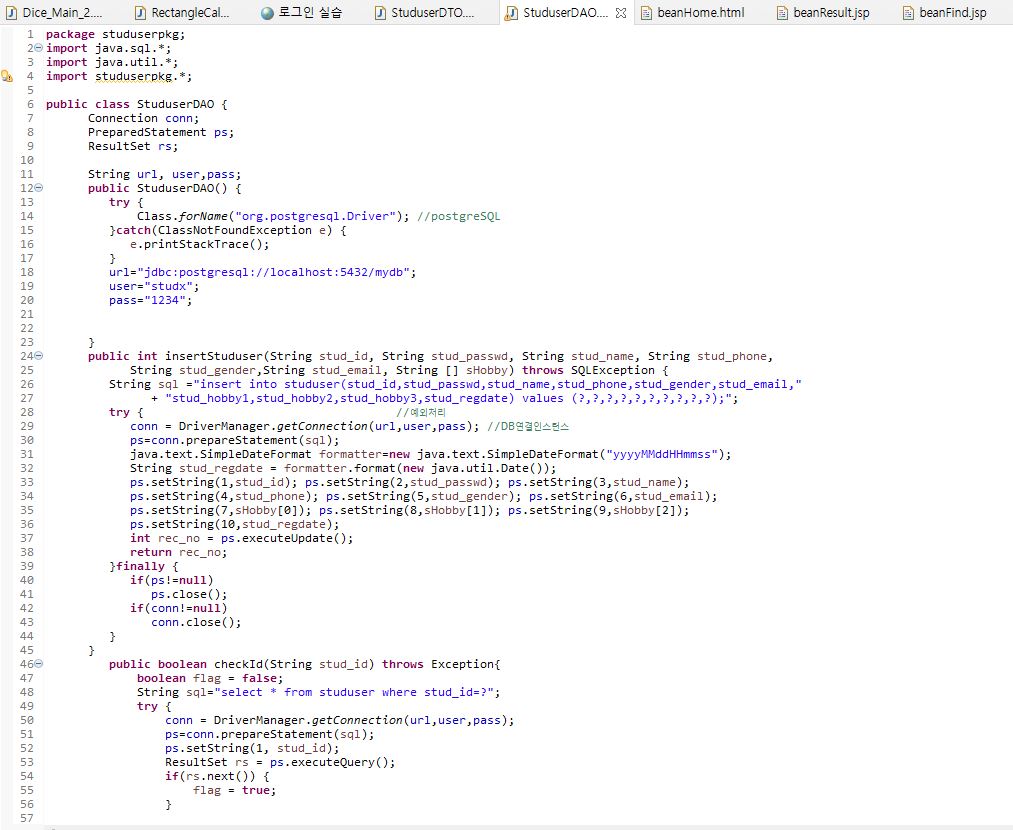 Dice_Main_2.... RectangleCal... 로그인 실습 StuduserDTO.... StuduserDAO.... beanHome.html beanResult.jsp beanFind.jsp
1 package studuserpkg;
2 import java.sql.*;
3 import java.util.*;
4 import studuserpkg.*;
5
6 public class StuduserDAO {
7 Connection conn;
8 PreparedStatement ps;
9 ResultSet rs;
10
11 String url, user,pass;
12 public StuduserDAO() {
13 try {
14 Class.forName("org.postgresql.Driver"); //postgreSQL
15 }catch(ClassNotFoundException e) {
16 e.printStackTrace();
17 }
18 url="jdbc:postgresql://localhost:5432/mydb";
19 user="studx";
20 pass="1234";
21
22
23 }
24 public int insertStuduser(String stud_id, String stud_passwd, String stud_name, String stud_phone,
25 String stud_gender,String stud_email, String [] sHobby) throws SQLException {
26 String sql ="insert into studuser(stud_id,stud_passwd,stud_name,stud_phone,stud_gender,stud_email,"
27 + "stud_hobby1,stud_hobby2,stud_hobby3,stud_regdate) values (?,?,?,?,?,?,?,?,?,?);";
28 try { //예외처리
29 conn = DriverManager.getConnection(url,user,pass); //DB연결인스턴스
30 ps=conn.prepareStatement(sql);
31 java.text.SimpleDateFormat formatter=new java.text.SimpleDateFormat("yyyyMMddHHmmss");
32 String stud_regdate = formatter.format(new java.util.Date());
33 ps.setString(1,stud_id); ps.setString(2,stud_passwd); ps.setString(3,stud_name);
34 ps.setString(4,stud_phone); ps.setString(5,stud_gender); ps.setString(6,stud_email);
35 ps.setString(7,sHobby[0]); ps.setString(8,sHobby[1]); ps.setString(9,sHobby[2]);
36 ps.setString(10,stud_regdate);
37 int rec_no = ps.executeUpdate();
38 return rec_no;
39 }finally {
40 if(ps!=null)
41 ps.close();
42 if(conn!=null)
43 conn.close();
44 }
45 }
46 public boolean checkId(String stud_id) throws Exception{
47 boolean flag = false;
48 String sql="select * from studuser where stud_id=?";
49 try {
50 conn = DriverManager.getConnection(url,user,pass);
51 ps=conn.prepareStatement(sql);
52 ps.setString(1, stud_id);
53 ResultSet rs = ps.executeQuery();
54 if(rs.next()) {
55 flag = true;
56 }
57